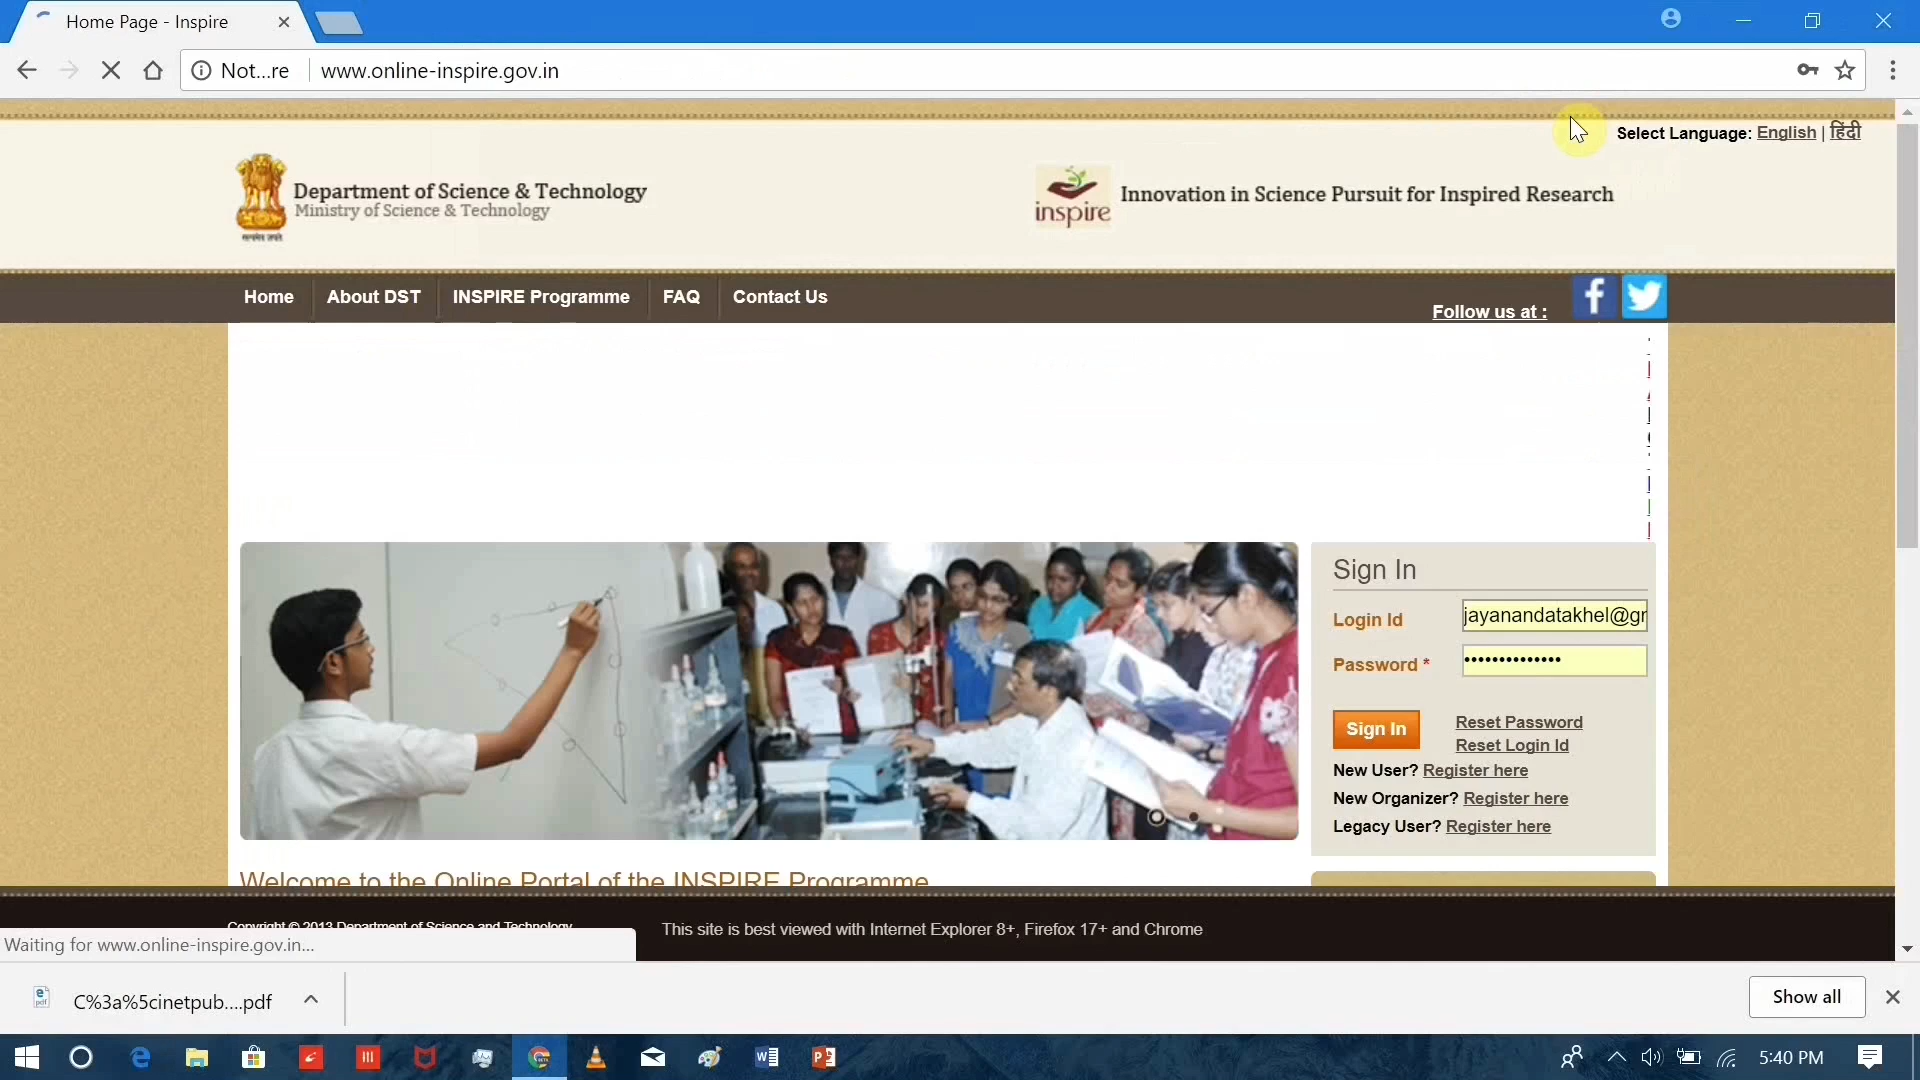 Home Page - Inspire
Not...re
www.online-inspire.gov.in
Select Language: English | हिंदी
Department of Science & Technology
Ministry of Science & Technology
सत्यमेव जयते
inspire
Innovation in Science Pursuit for Inspired Research
Home
About DST
INSPIRE Programme
FAQ
Contact Us
Follow us at :
Sign In
Login Id
jayanandatakhel@gr
Password *
Sign In
Reset Password
Reset Login Id
New User? Register here
New Organizer? Register here
Legacy User? Register here
Welcome to the Online Portal of the INSPIRE Programme
Copyright © 2013 Department of Science and Technology
This site is best viewed with Internet Explorer 8+, Firefox 17+ and Chrome
Waiting for www.online-inspire.gov.in...
C%3a%5cinetpub....pdf
Show all
5:40 PM